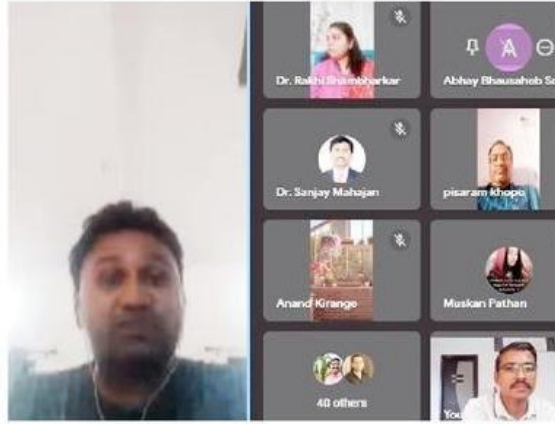 Dr. Rakhi Shambharkar
Abhay Bhausaheb
Dr. Sanjay Mahajan
pisaram khope
Anand Kirange
Muskan Pathan
40 others
You